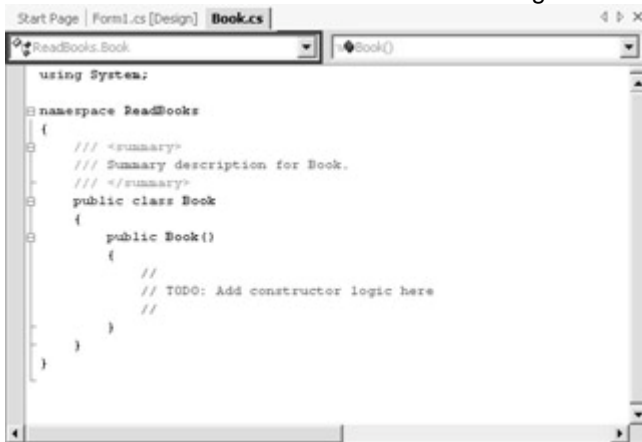 Start Page | Form1.cs [Design] Book.cs
ReadBooks.Book Book()
using System;
namespace ReadBooks
{
/// <summary>
/// Summary description for Book.
/// </summary>
public class Book
{
public Book()
{
//
// TODO: Add constructor logic here
//
}
}
}